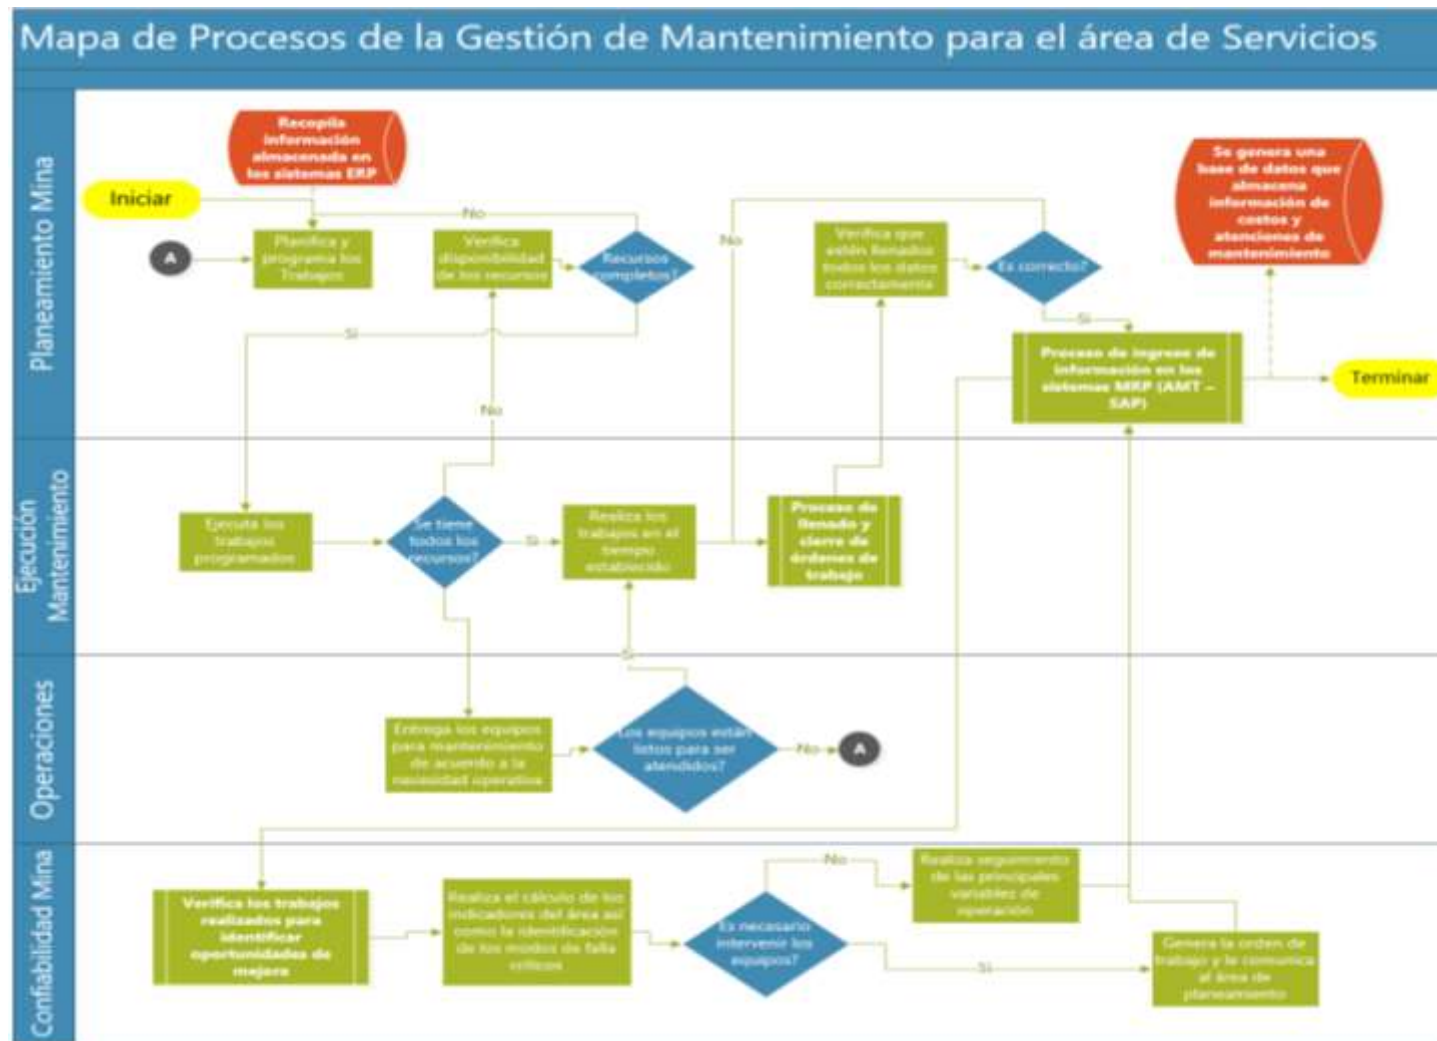 Mapa de Procesos de la Gestión de Mantenimiento para el área de Servicios
Planeamiento Mina
Iniciar
Recopila
información
almacenada en
los sistemas ERP
A
Planifica y
programa los
Trabajos
No
Verifica
disponibilidad
de los recursos
Recursos
completos?
Si
No
No
Verifica que
estén llenados
todos los datos
correctamente
Es correcto?
Si
Se genera una
base de datos que
almacena
información de
costos y
atenciones de
mantenimiento
Proceso de ingreso de
información en los
sistemas MRP (AMT –
SAP)
Terminar
Ejecución
Mantenimiento
Ejecuta los
trabajos
programados
Se tiene
todos los
recursos?
Si
Realiza los
trabajos en el
tiempo
establecido
Proceso de
llenado y
cierre de
órdenes de
trabajo
Operaciones
Entrega los equipos
para mantenimiento
de acuerdo a la
necesidad operativa
Si
Los equipos están
listos para ser
atendidos?
No
A
Confiabilidad Mina
Verifica los trabajos
realizados para
identificar
oportunidades de
mejora
Realiza el cálculo de los
indicadores del área así
como la identificación
de los modos de falla
críticos
Es necesario
intervenir los
equipos?
No
Realiza seguimiento
de las principales
variables de
operación
Si
Genera la orden de
trabajo y le comunica
al área de
planeamiento